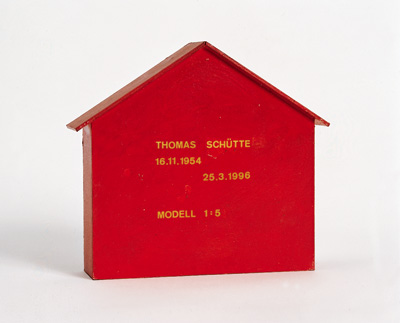 THOMAS SCHÜTTE
16.11.1954
25.3.1996
MODELL 1:5